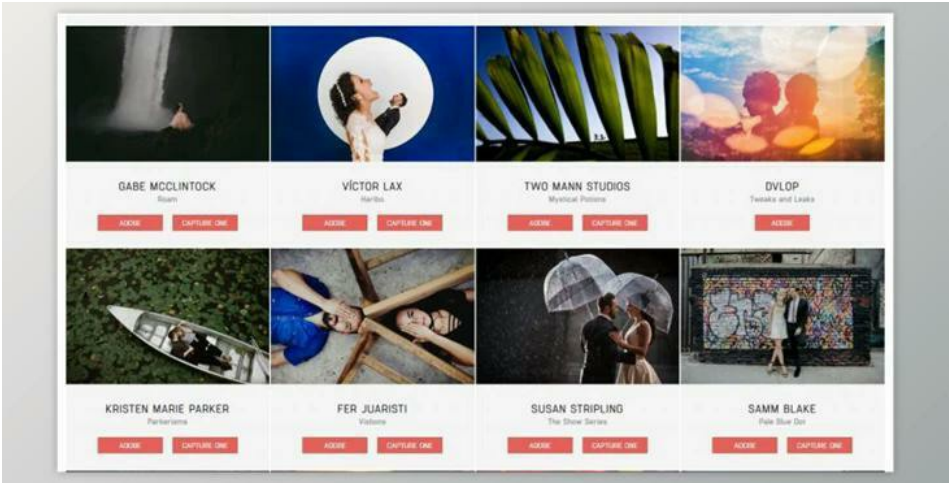 GABE MCCLINTOCK
Roam
ADOBE CAPTURE ONE
VÍCTOR LAX
Haribo
ADOBE CAPTURE ONE
TWO MANN STUDIOS
Mystical Potions
ADOBE CAPTURE ONE
DVLOP
Tweaks and Leaks
ADOBE
KRISTEN MARIE PARKER
Parkerisms
ADOBE CAPTURE ONE
FER JUARISTI
Visions
ADOBE CAPTURE ONE
SUSAN STRIPLING
The Show Series
ADOBE CAPTURE ONE
SAMM BLAKE
Pale Blue Dot
ADOBE CAPTURE ONE